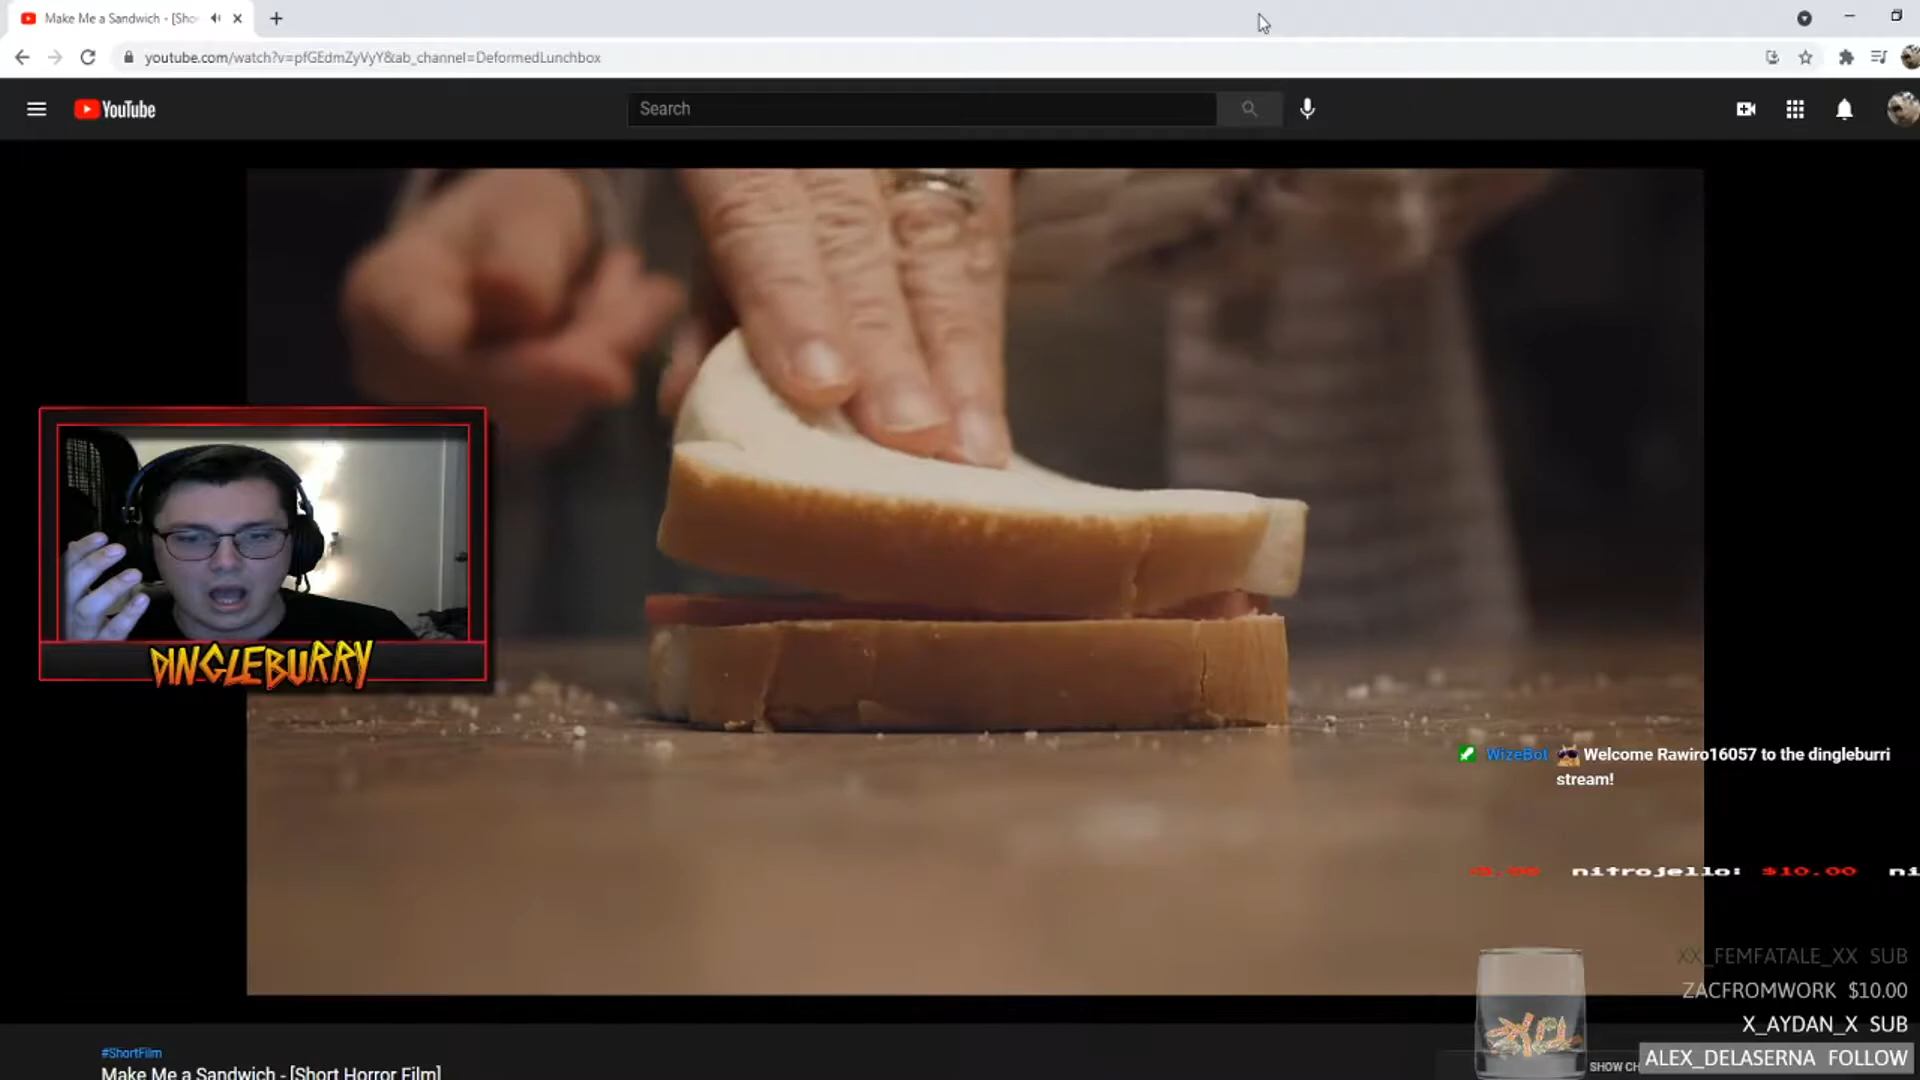 Make Me a Sandwich - [Sho
youtube.com/watch?v=pfGEdmZyVyY&ab_channel=DeformedLunchbox
YouTube
Search
DINGLEBURRY
WizeBot Welcome Rawiro16057 to the dingleburri
stream!
nitrojello: $10.00
XX_FEMFATALE_XX SUB
ZACFROMWORK $10.00
X_AYDAN_X SUB
ALEX_DELASERNA FOLLOW
SHOW CH
#ShortFilm
Make Me a Sandwich - [Short Horror Film]